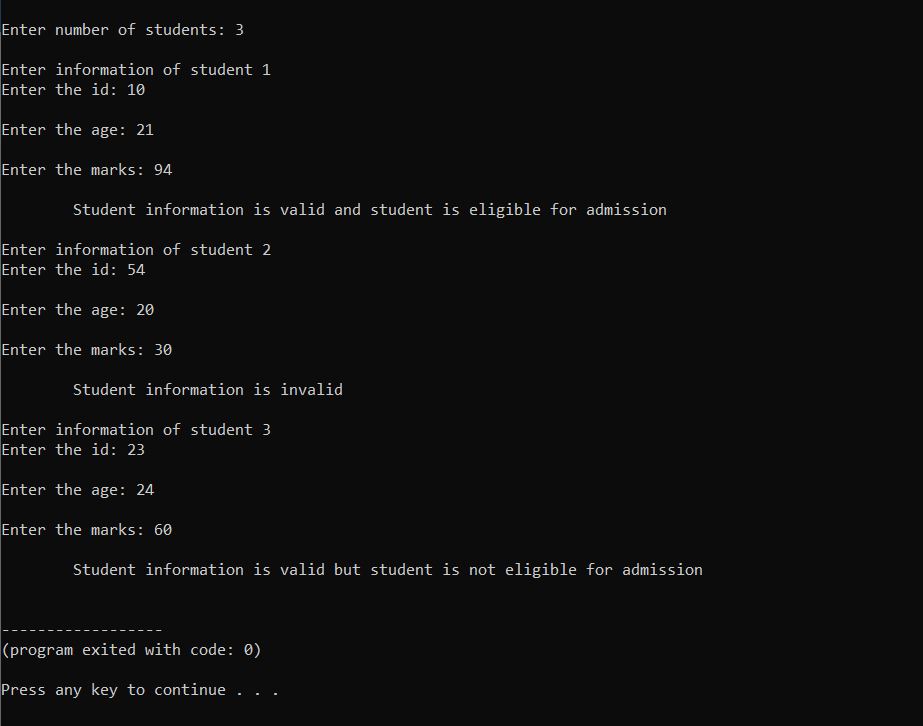 Enter number of students: 3
Enter information of student 1
Enter the id: 10
Enter the age: 21
Enter the marks: 94
Student information is valid and student is eligible for admission
Enter information of student 2
Enter the id: 54
Enter the age: 20
Enter the marks: 30
Student information is invalid
Enter information of student 3
Enter the id: 23
Enter the age: 24
Enter the marks: 60
Student information is valid but student is not eligible for admission
------------------
(program exited with code: 0)
Press any key to continue . . .